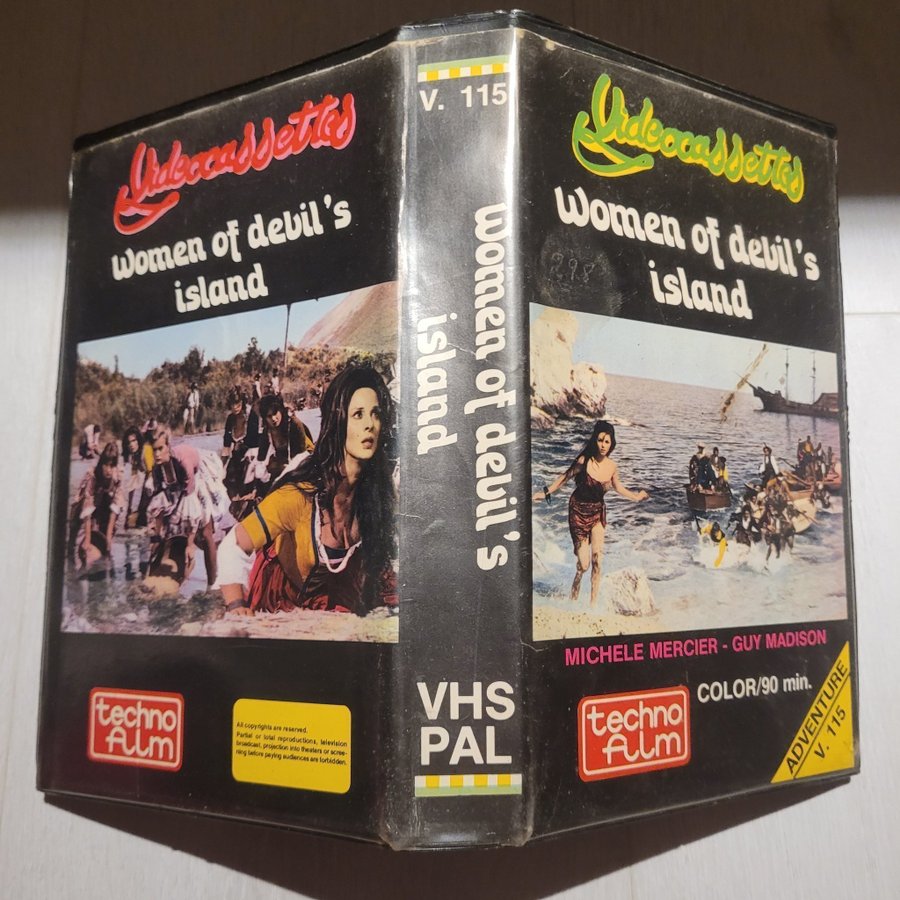 Videocassettes
Women of devil's
island
techno
film
All copyrights are reserved.
Partial or total reproductions, television
broadcast, projection into theaters or scree-
ning before paying audiences are forbidden.
V. 115
Women of devil's
island
VHS
PAL
Videocassettes
298
Women of devil's
island
MICHELE MERCIER - GUY MADISON
techno
film
COLOR/90 min.
ADVENTURE
V. 115